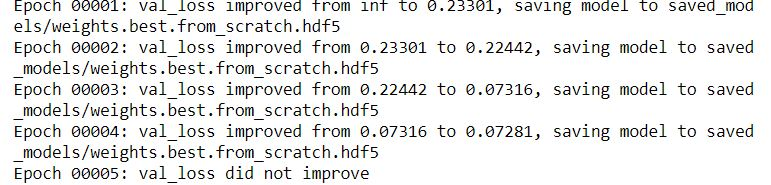 Epoch 00001: val_loss improved from inf to 0.23301, saving model to saved_mod
els/weights.best.from_scratch.hdf5
Epoch 00002: val_loss improved from 0.23301 to 0.22442, saving model to saved
_models/weights.best.from_scratch.hdf5
Epoch 00003: val_loss improved from 0.22442 to 0.07316, saving model to saved
_models/weights.best.from_scratch.hdf5
Epoch 00004: val_loss improved from 0.07316 to 0.07281, saving model to saved
_models/weights.best.from_scratch.hdf5
Epoch 00005: val_loss did not improve